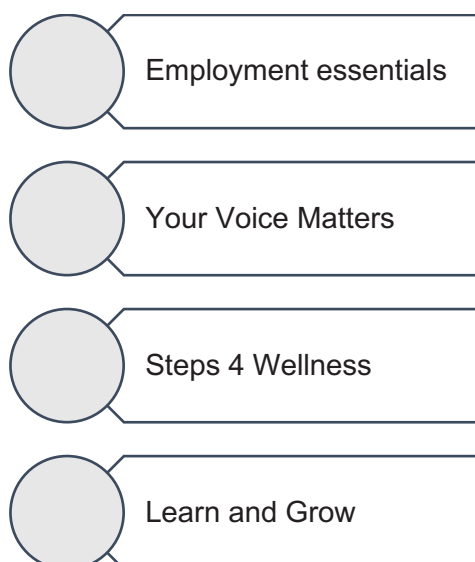 Employment essentials
Your Voice Matters
Steps 4 Wellness
Learn and Grow